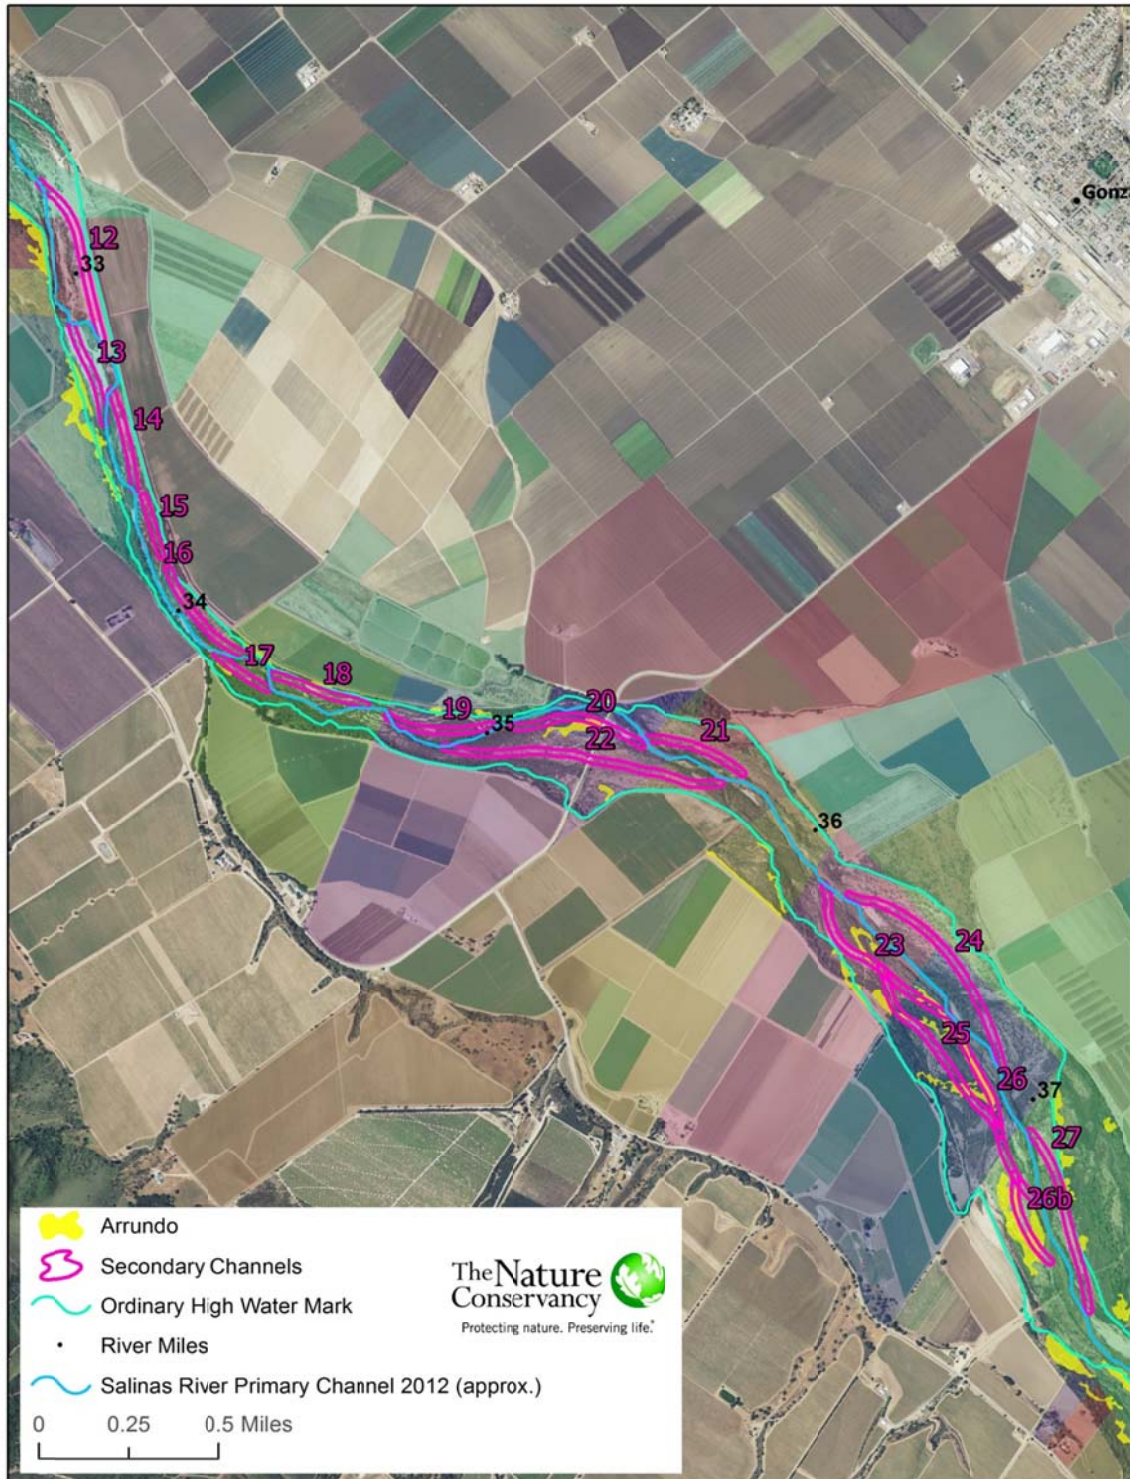 Gonza
12
33
13
14
15
16
34
17
18
19
35
20
22
21
36
23
24
25
26
37
27
26b
Arrundo
Secondary Channels
Ordinary High Water Mark
River Miles
Salinas River Primary Channel 2012 (approx.)
0 0.25 0.5 Miles
The Nature
Conservancy
Protecting nature. Preserving life.®